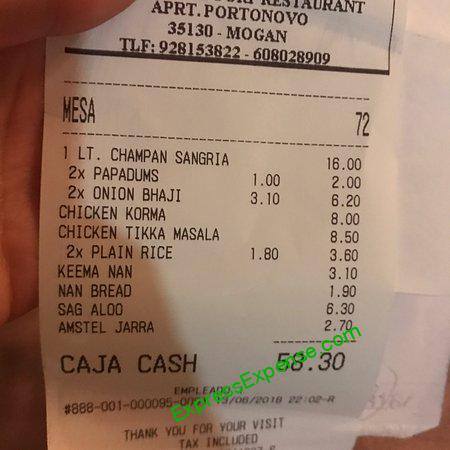 RESTAURANT
APRT. PORTONOVO
35130 - MOGAN
TLF: 928153822 - 608028909
MESA 72
1 LT. CHAMPAN SANGRIA 16.00
2x PAPADUMS 1.00 2.00
2x ONION BHAJI 3.10 6.20
CHICKEN KORMA 8.00
CHICKEN TIKKA MASALA 8.50
2x PLAIN RICE 1.80 3.60
KEEMA NAN 3.10
NAN BREAD 1.90
SAG ALOO 6.30
AMSTEL JARRA 2.70
CAJA CASH 58.30
EMPLEADO
ExpressExpense.com
#888-001-000095-00 /08/2018 22:02-R
THANK YOU FOR YOUR VISIT
TAX INCLUDED